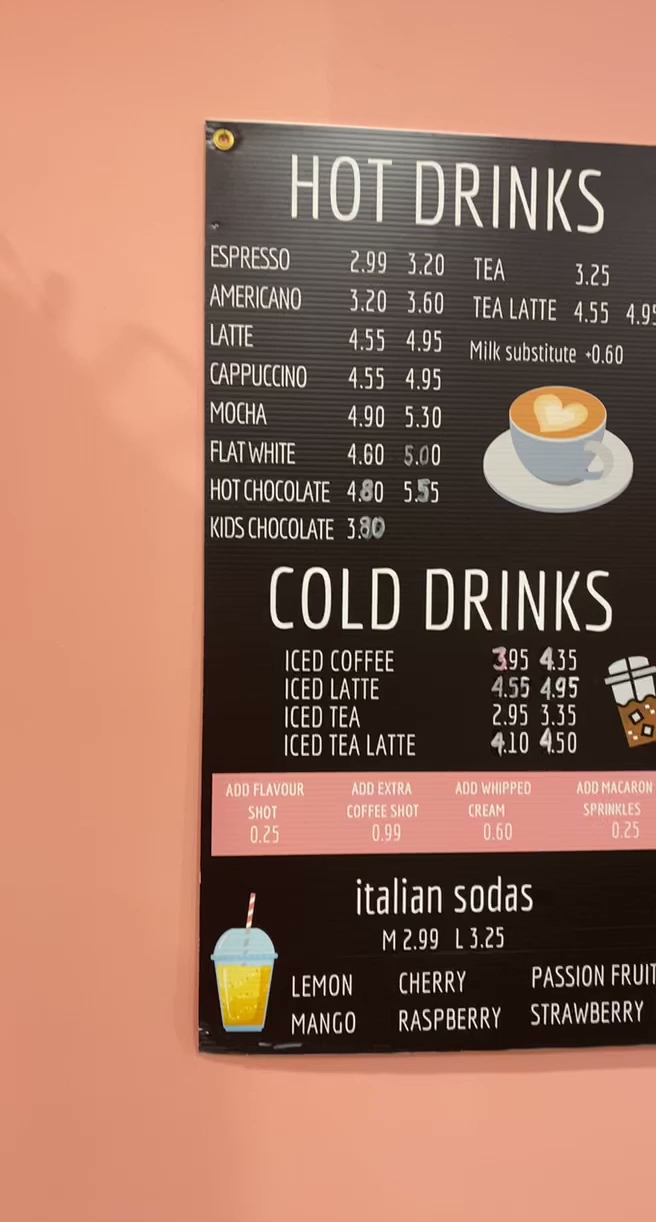 HOT DRINKS
ESPRESSO 2.99 3.20
AMERICANO 3.20 3.60
LATTE 4.55 4.95
CAPPUCCINO 4.55 4.95
MOCHA 4.90 5.30
FLAT WHITE 4.60 5.00
HOT CHOCOLATE 4.80 5.55
KIDS CHOCOLATE 3.80
TEA 3.25
TEA LATTE 4.55 4.95
Milk substitute +0.60
COLD DRINKS
ICED COFFEE 3.95 4.35
ICED LATTE 4.55 4.95
ICED TEA 2.95 3.35
ICED TEA LATTE 4.10 4.50
ADD FLAVOUR
SHOT
0.25
ADD EXTRA
COFFEE SHOT
0.99
ADD WHIPPED
CREAM
0.60
ADD MACARON
SPRINKLES
0.25
italian sodas
M 2.99 L 3.25
LEMON CHERRY PASSION FRUIT
MANGO RASPBERRY STRAWBERRY